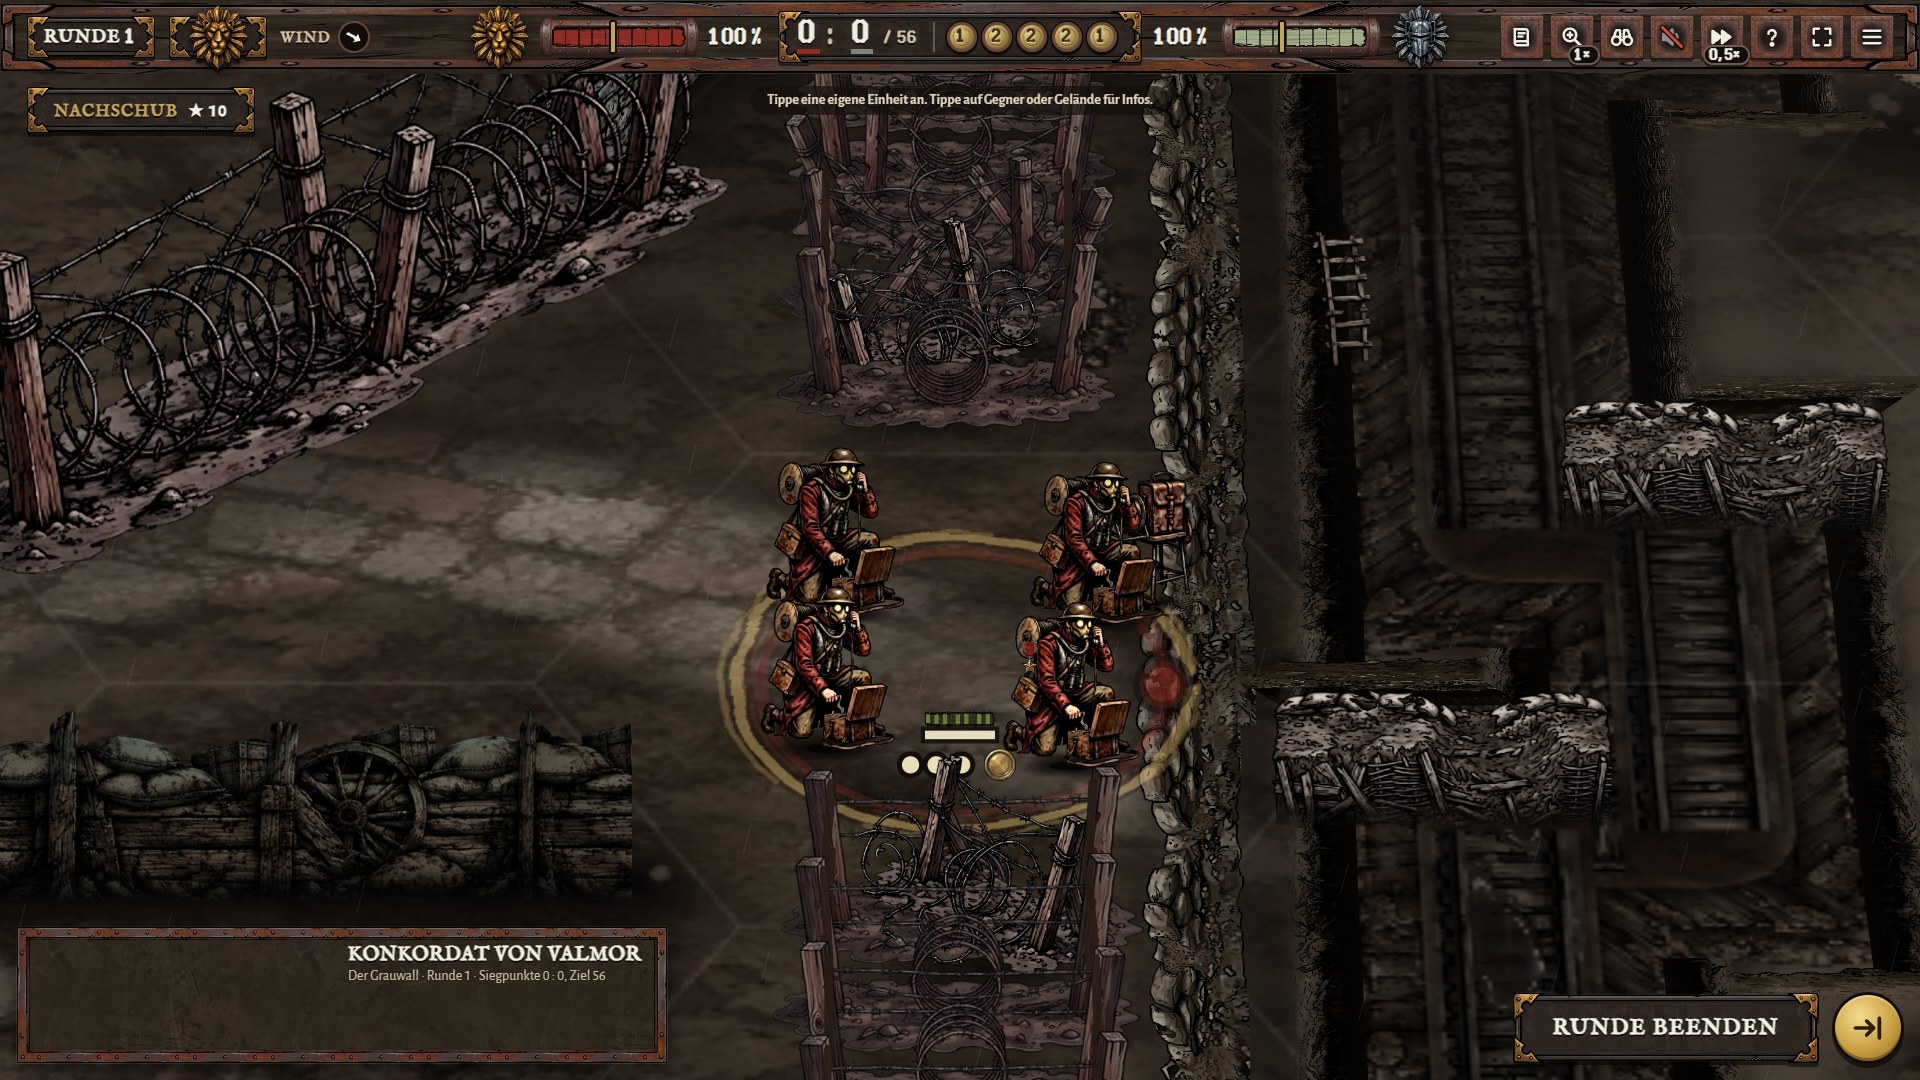 RUNDE 1
WIND
100%
0 : 0 / 56
1 2 2 2 1
100%
1×
0,5×
?
NACHSCHUB ★ 10
Tippe eine eigene Einheit an. Tippe auf Gegner oder Gelände für Infos.
KONKORDAT VON VALMOR
Der Grauwall · Runde 1 · Siegpunkte 0 : 0, Ziel 56
RUNDE BEENDEN